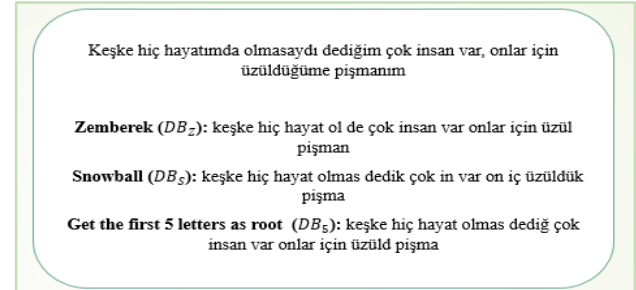 Keşke hiç hayatımda olmasaydı dediğim çok insan var, onlar için
üzüldüğüme pişmanım
Zemberek (DB_Z): keşke hiç hayat ol de çok insan var onlar için üzül
pişman
Snowball (DB_S): keşke hiç hayat olmas dedik çok in var on iç üzüldük
pişma
Get the first 5 letters as root (DB_5): keşke hiç hayat olmas dediğ çok
insan var onlar için üzüld pişma